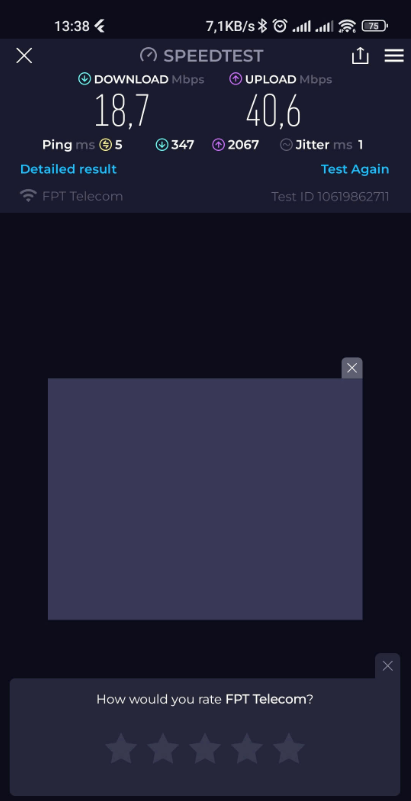 13:38 7,1KB/s 75
SPEEDTEST
DOWNLOAD Mbps UPLOAD Mbps
18,7 40,6
Ping ms 5 347 2067 Jitter ms 1
Detailed result Test Again
FPT Telecom Test ID 10619862711
How would you rate FPT Telecom?